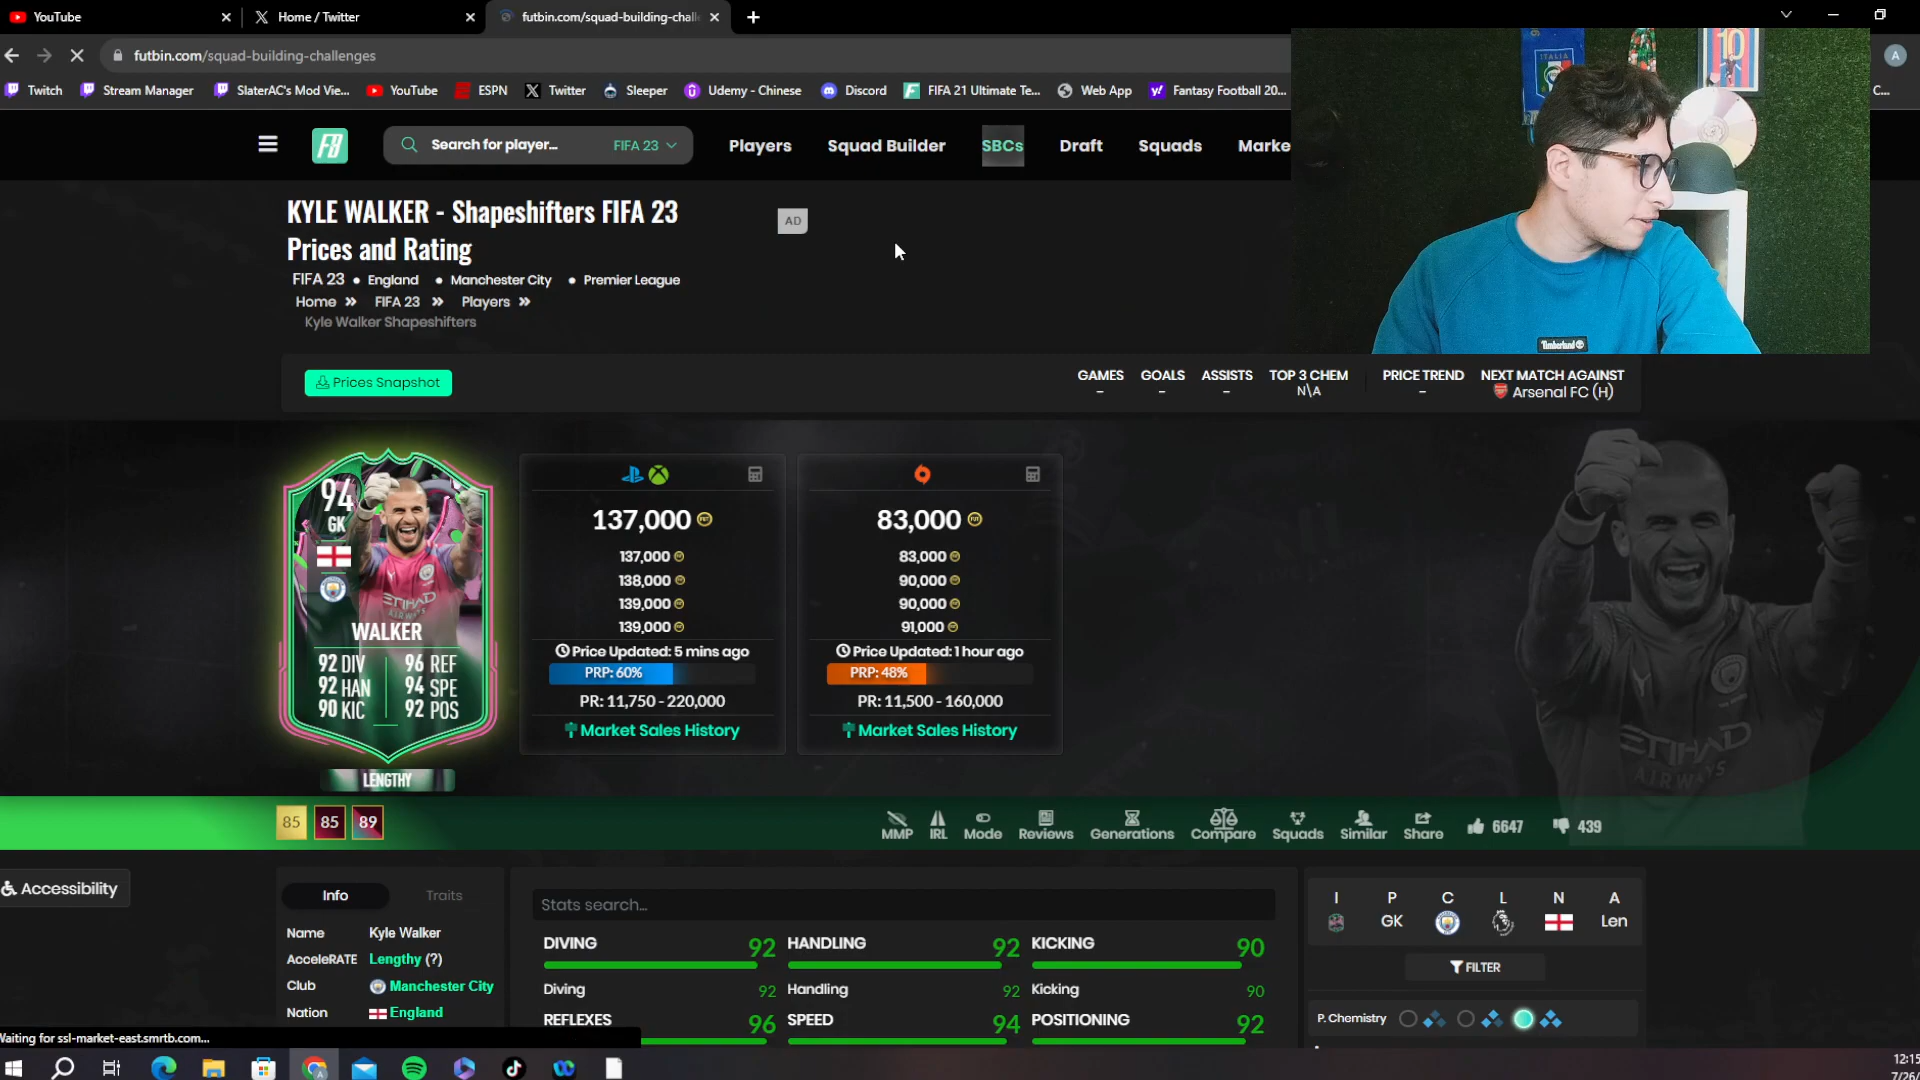 YouTube
Home / Twitter
futbin.com/squad-building-chall
futbin.com/squad-building-challenges
Twitch
Stream Manager
SlaterAC's Mod Vie...
YouTube
ESPN
Twitter
Sleeper
Udemy - Chinese
Discord
FIFA 21 Ultimate Te...
Web App
Fantasy Football 20...
C...
A
Search for player...
FIFA 23
Players
Squad Builder
SBCs
Draft
Squads
Marke
ITALIA
10
Timberland
KYLE WALKER - Shapeshifters FIFA 23
Prices and Rating
AD
FIFA 23 • England • Manchester City • Premier League
Home » FIFA 23 » Players »
Kyle Walker Shapeshifters
Prices Snapshot
GAMES
-
GOALS
-
ASSISTS
-
TOP 3 CHEM
N\A
PRICE TREND
-
NEXT MATCH AGAINST
Arsenal FC (H)
94
GK
ETIHAD
AIRWAYS
WALKER
92 DIV
96 REF
92 HAN
94 SPE
90 KIC
92 POS
LENGTHY
137,000
137,000
138,000
139,000
139,000
Price Updated: 5 mins ago
PRP: 60%
PR: 11,750 - 220,000
Market Sales History
83,000
83,000
90,000
90,000
91,000
Price Updated: 1 hour ago
PRP: 48%
PR: 11,500 - 160,000
Market Sales History
ETIHAD
AIRWAYS
85
85
89
MMP
IRL
Mode
Reviews
Generations
Compare
Squads
Similar
Share
6647
439
Accessibility
Info
Traits
Name Kyle Walker
AcceleRATE Lengthy (?)
Club Manchester City
Nation England
Stats search...
DIVING 92
HANDLING 92
KICKING 90
Diving 92
Handling 92
Kicking 90
REFLEXES 96
SPEED 94
POSITIONING 92
I P C L N A
GK Len
FILTER
P. Chemistry
Waiting for ssl-market-east.smrtb.com...
12:15
7/26/